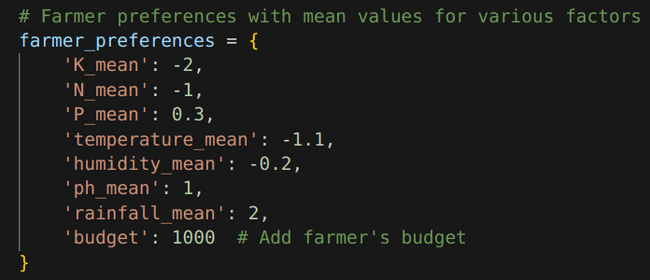 # Farmer preferences with mean values for various factors
farmer_preferences = {
    'K_mean': -2,
    'N_mean': -1,
    'P_mean': 0.3,
    'temperature_mean': -1.1,
    'humidity_mean': -0.2,
    'ph_mean': 1,
    'rainfall_mean': 2,
    'budget': 1000  # Add farmer's budget
}